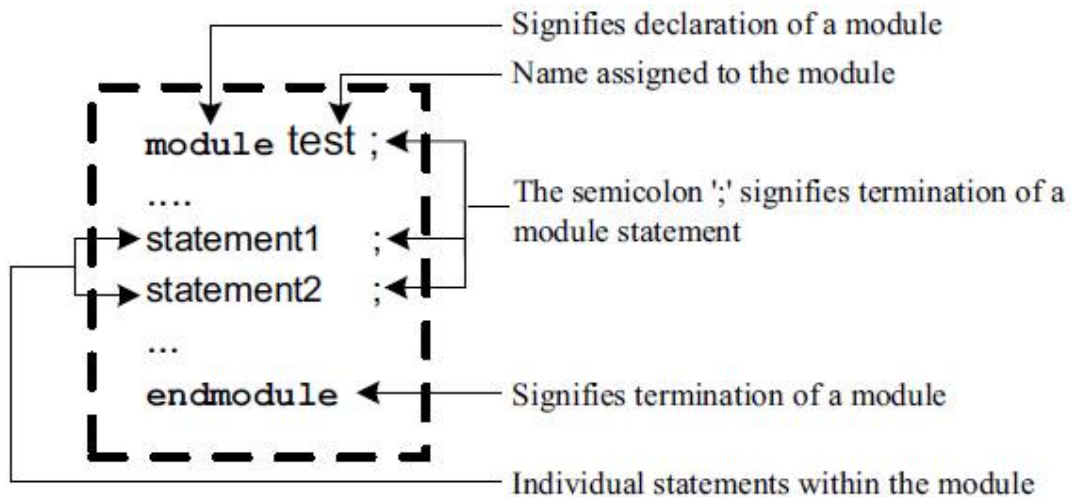 Signifies declaration of a module
Name assigned to the module
module test ;
....
The semicolon ';' signifies termination of a
module statement
statement1 ;
statement2 ;
...
endmodule
Signifies termination of a module
Individual statements within the module